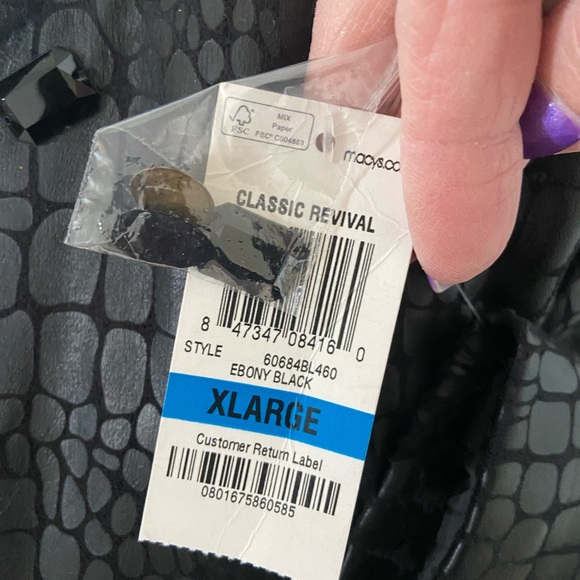 MIX
Paper
FSC
FSC® C004883
macys.co
CLASSIC REVIVAL
8 47347 08416 0
STYLE 60684BL460
EBONY BLACK
XLARGE
Customer Return Label
0801675860585